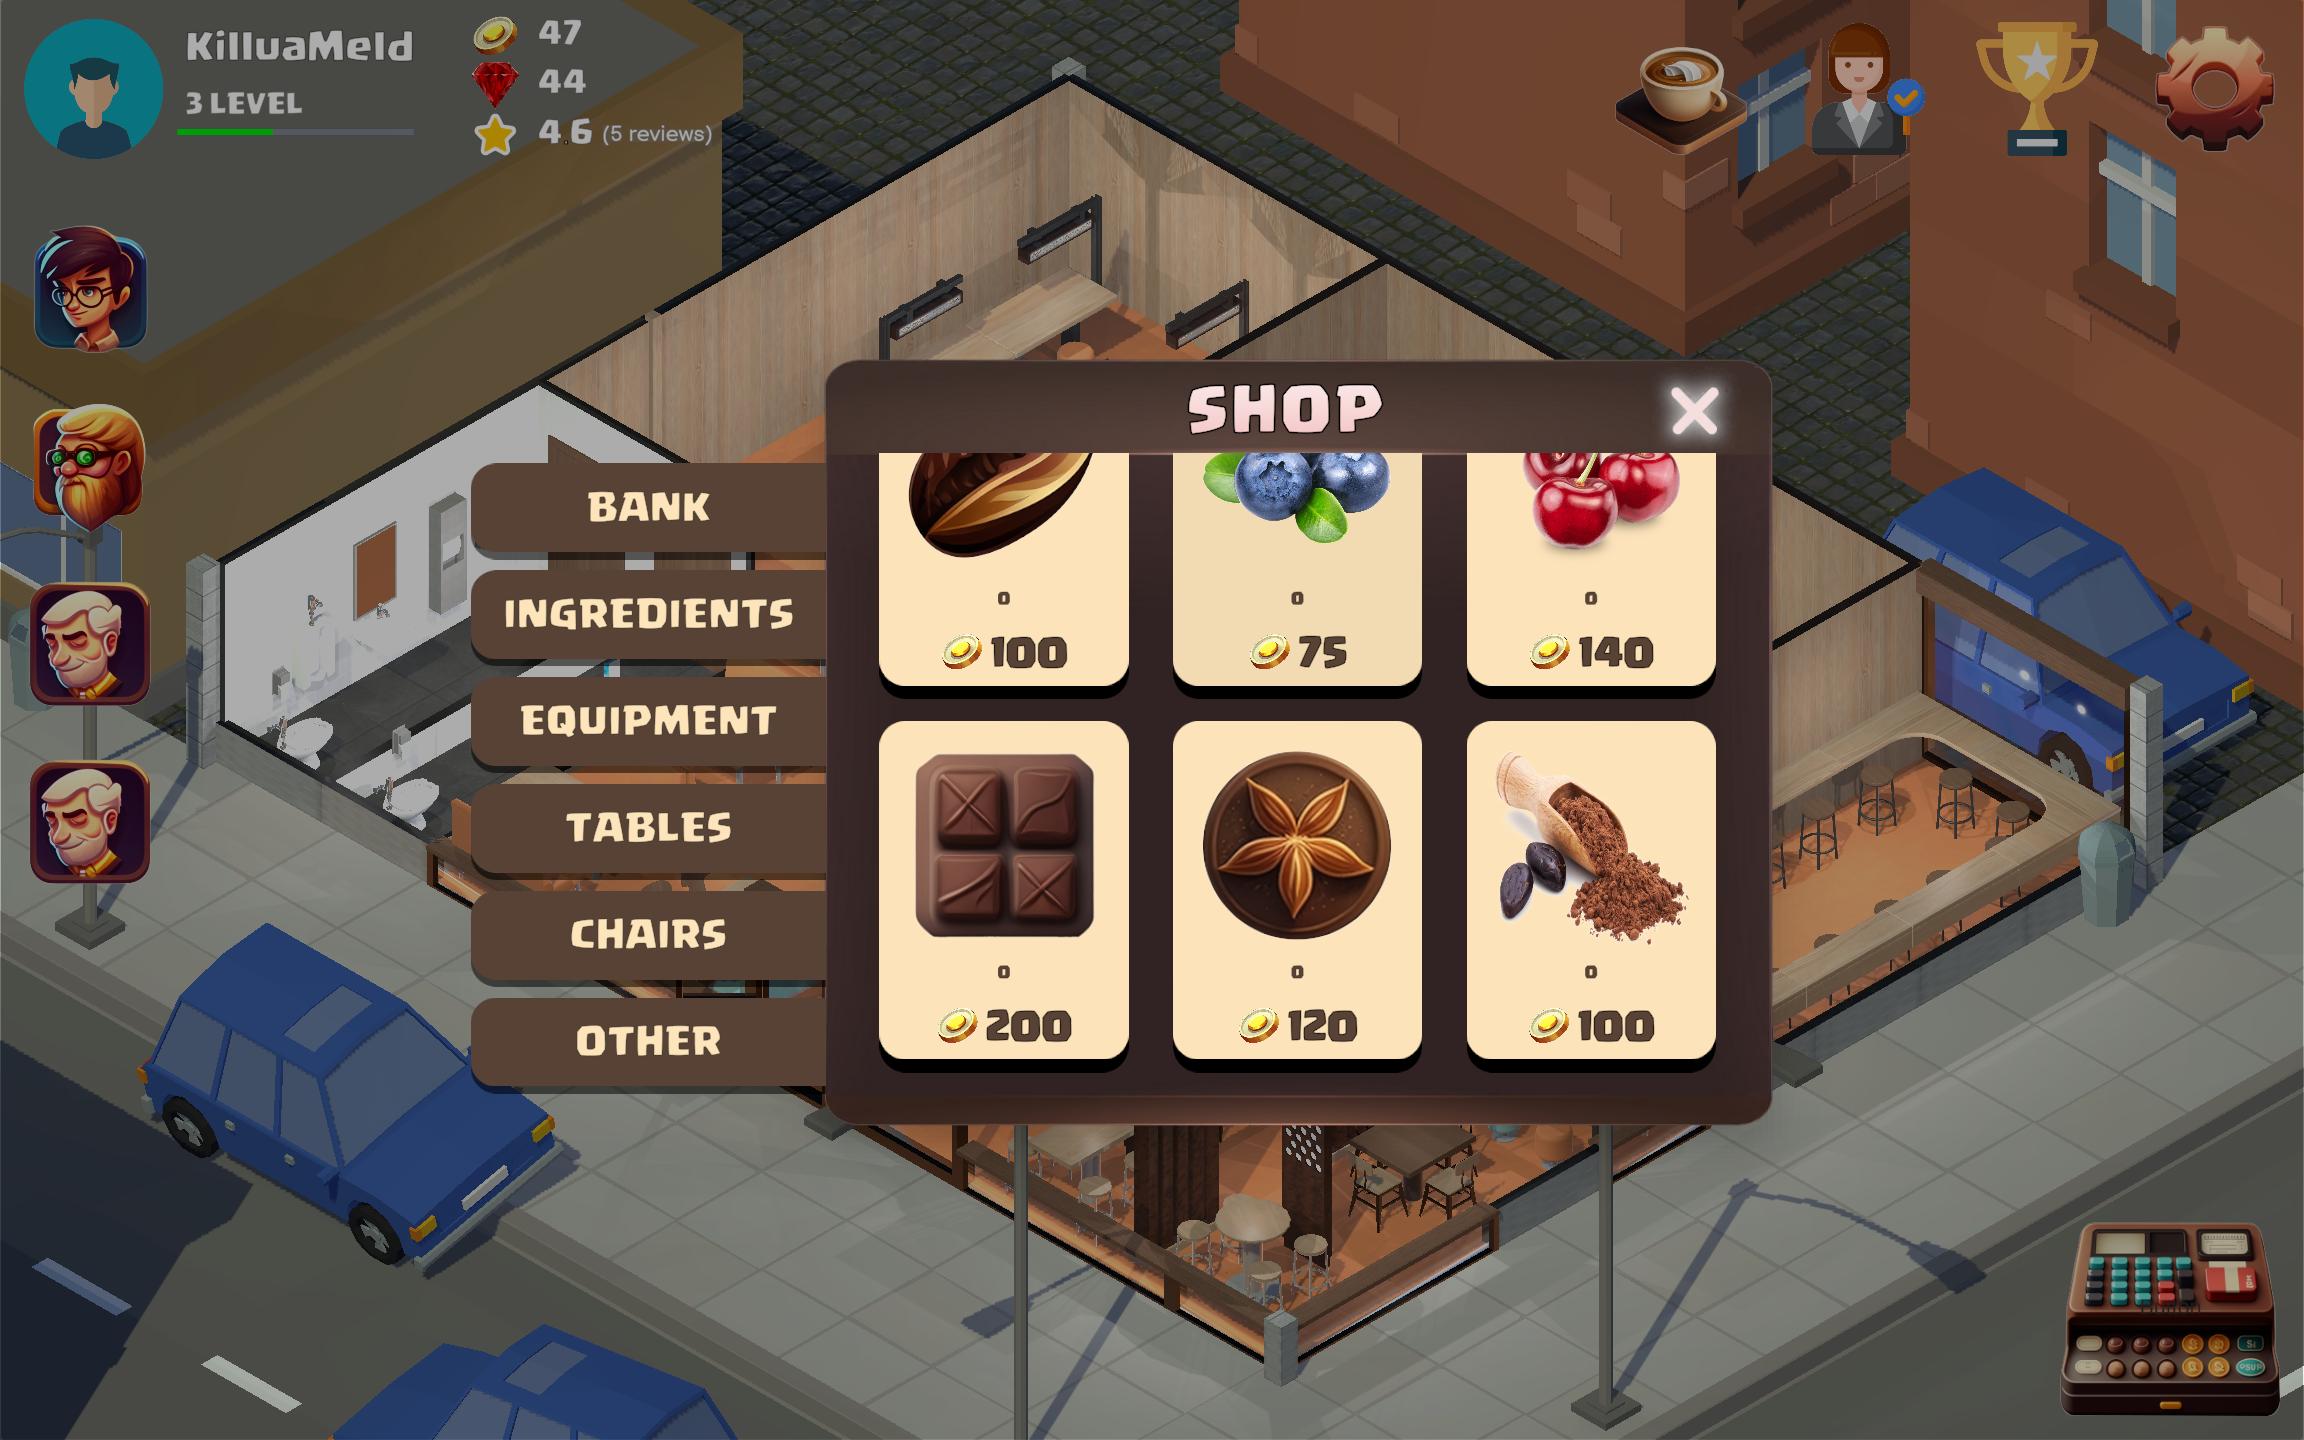 KilluaMeld
3 LEVEL
47
44
4.6 (5 reviews)
SHOP
BANK
INGREDIENTS
EQUIPMENT
TABLES
CHAIRS
OTHER
0
0
0
100
75
140
0
0
0
200
120
100